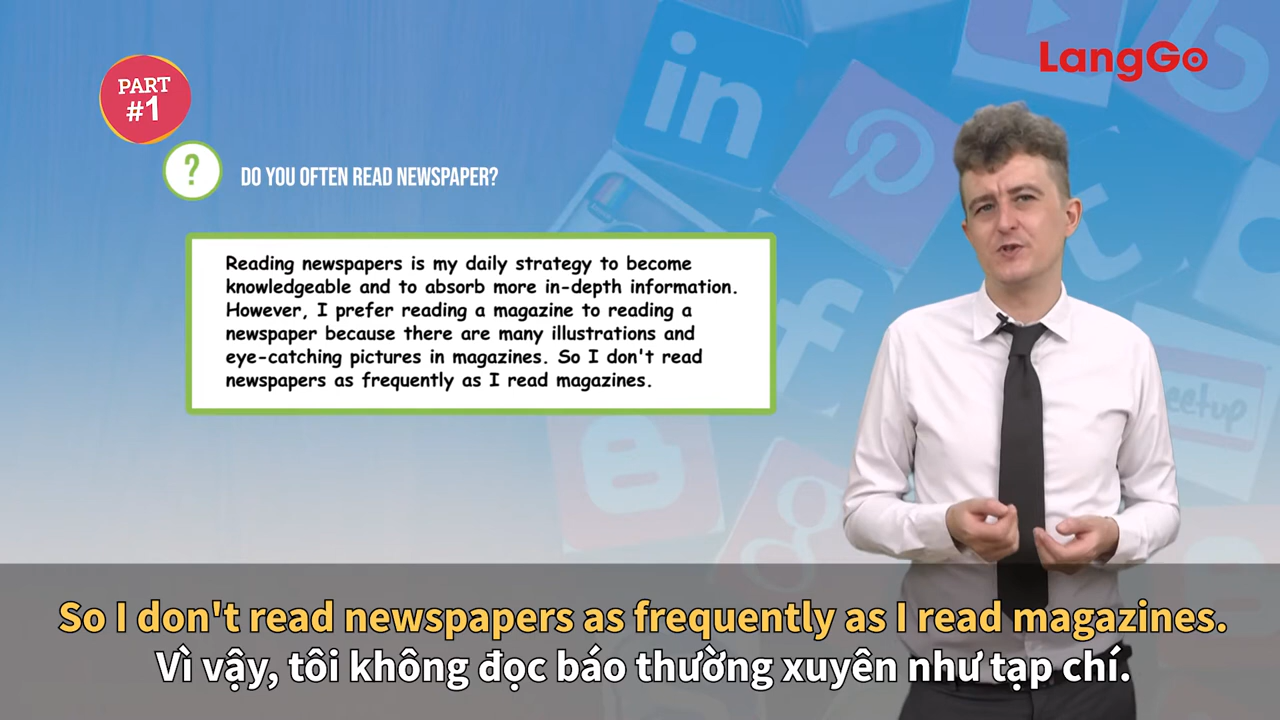 PART
#1
LangGo
in
?
DO YOU OFTEN READ NEWSPAPER?
Reading newspapers is my daily strategy to become
knowledgeable and to absorb more in-depth information.
However, I prefer reading a magazine to reading a
newspaper because there are many illustrations and
eye-catching pictures in magazines. So I don't read
newspapers as frequently as I read magazines.
meetup
So I don't read newspapers as frequently as I read magazines.
Vì vậy, tôi không đọc báo thường xuyên như tạp chí.